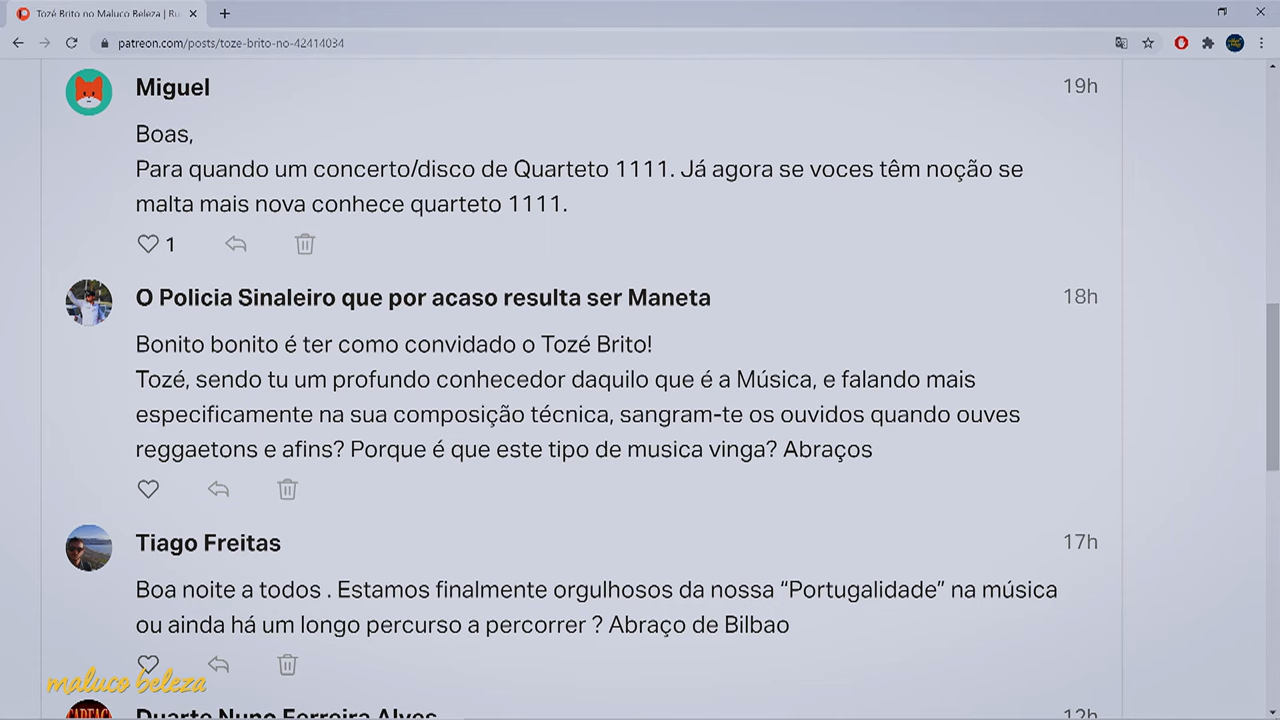 Tozé Brito no Maluco Beleza | Ru
patreon.com/posts/toze-brito-no-42414034
Miguel
19h
Boas,
Para quando um concerto/disco de Quarteto 1111. Já agora se voces têm noção se
malta mais nova conhece quarteto 1111.
1
O Policia Sinaleiro que por acaso resulta ser Maneta
18h
Bonito bonito é ter como convidado o Tozé Brito!
Tozé, sendo tu um profundo conhecedor daquilo que é a Música, e falando mais
especificamente na sua composição técnica, sangram-te os ouvidos quando ouves
reggaetons e afins? Porque é que este tipo de musica vinga? Abraços
Tiago Freitas
17h
Boa noite a todos . Estamos finalmente orgulhosos da nossa “Portugalidade” na música
ou ainda há um longo percurso a percorrer ? Abraço de Bilbao
maluco beleza
Duarte Nuno Ferreira Alves
12h